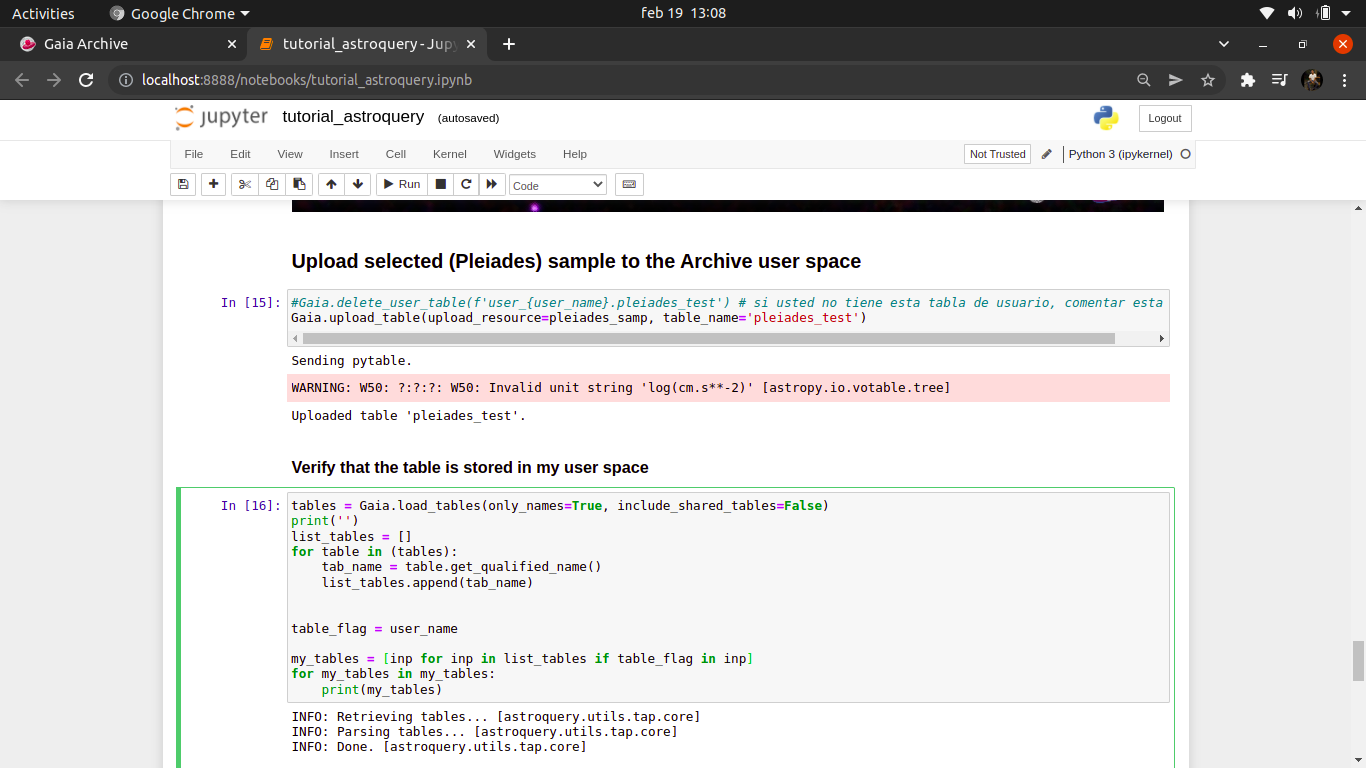 Activities
Google Chrome
feb 19 13:08
Gaia Archive
tutorial_astroquery - Jupy
localhost:8888/notebooks/tutorial_astroquery.ipynb
jupyter tutorial_astroquery (autosaved)
Logout
File Edit View Insert Cell Kernel Widgets Help
Not Trusted
Python 3 (ipykernel)
Run
Code
Upload selected (Pleiades) sample to the Archive user space
In [15]: #Gaia.delete_user_table(f'user_{user_name}.pleiades_test') # si usted no tiene esta tabla de usuario, comentar esta
Gaia.upload_table(upload_resource=pleiades_samp, table_name='pleiades_test')
Sending pytable.
WARNING: W50: ?:?:?: W50: Invalid unit string 'log(cm.s**-2)' [astropy.io.votable.tree]
Uploaded table 'pleiades_test'.
Verify that the table is stored in my user space
In [16]: tables = Gaia.load_tables(only_names=True, include_shared_tables=False)
print('')
list_tables = []
for table in (tables):
    tab_name = table.get_qualified_name()
    list_tables.append(tab_name)
table_flag = user_name
my_tables = [inp for inp in list_tables if table_flag in inp]
for my_tables in my_tables:
    print(my_tables)
INFO: Retrieving tables... [astroquery.utils.tap.core]
INFO: Parsing tables... [astroquery.utils.tap.core]
INFO: Done. [astroquery.utils.tap.core]